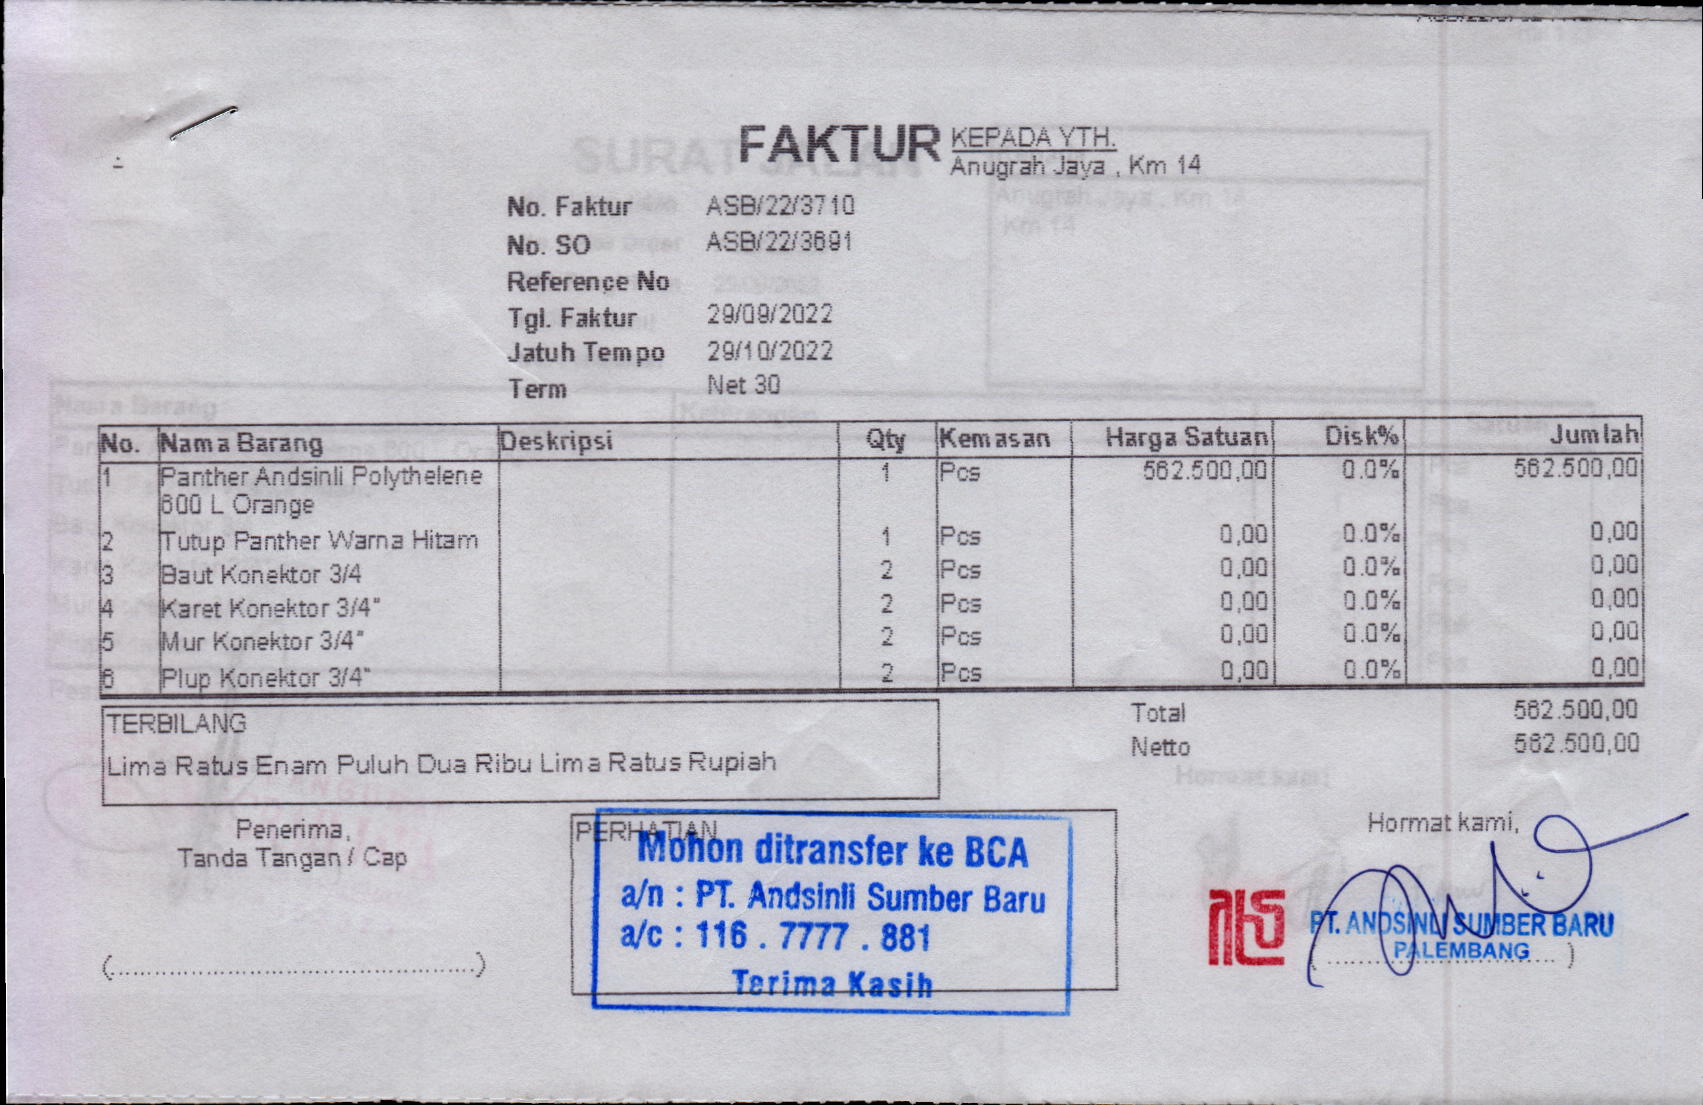 FAKTUR
KEPADA YTH.
Anugrah Jaya , Km 14
No. Faktur ASB/22/3710
No. SO ASB/22/3691
Reference No
Tgl. Faktur 29/09/2022
Jatuh Tempo 29/10/2022
Term Net 30
No. Nama Barang Deskripsi Qty Kemasan Harga Satuan Disk% Jumlah
1 Panther Andsinli Polythelene 1 Pcs 562.500,00 0.0% 562.500,00
600 L Orange
2 Tutup Panther Warna Hitam 1 Pcs 0,00 0.0% 0,00
3 Baut Konektor 3/4 2 Pcs 0,00 0.0% 0,00
4 Karet Konektor 3/4" 2 Pcs 0,00 0.0% 0,00
5 Mur Konektor 3/4" 2 Pcs 0,00 0.0% 0,00
6 Plup Konektor 3/4" 2 Pcs 0,00 0.0% 0,00
TERBILANG
Lima Ratus Enam Puluh Dua Ribu Lima Ratus Rupiah
Total 562.500,00
Netto 562.500,00
Penerima,
Tanda Tangan / Cap
(................................................)
PERHATIAN
Mohon ditransfer ke BCA
a/n : PT. Andsinli Sumber Baru
a/c : 116 . 7777 . 881
Terima Kasih
Hormat kami,
PT. ANDSINLI SUMBER BARU
PALEMBANG